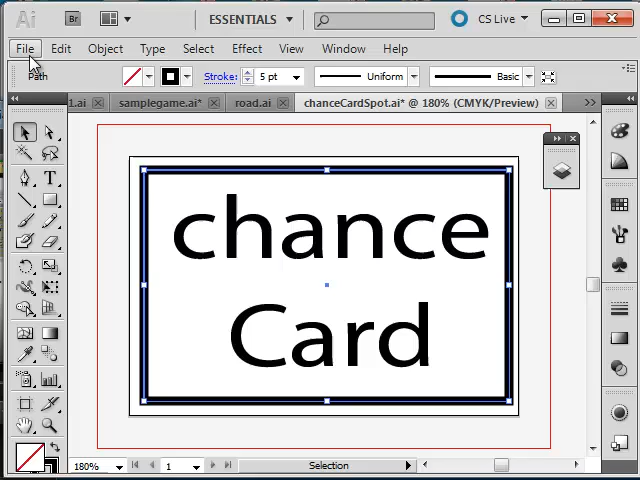 Ai Br ESSENTIALS CS Live
File Edit Object Type Select Effect View Window Help
Path Stroke: 5 pt Uniform Basic
1.ai samplegame.ai* road.ai chanceCardSpot.ai* @ 180% (CMYK/Preview)
chance
Card
180% 1 Selection